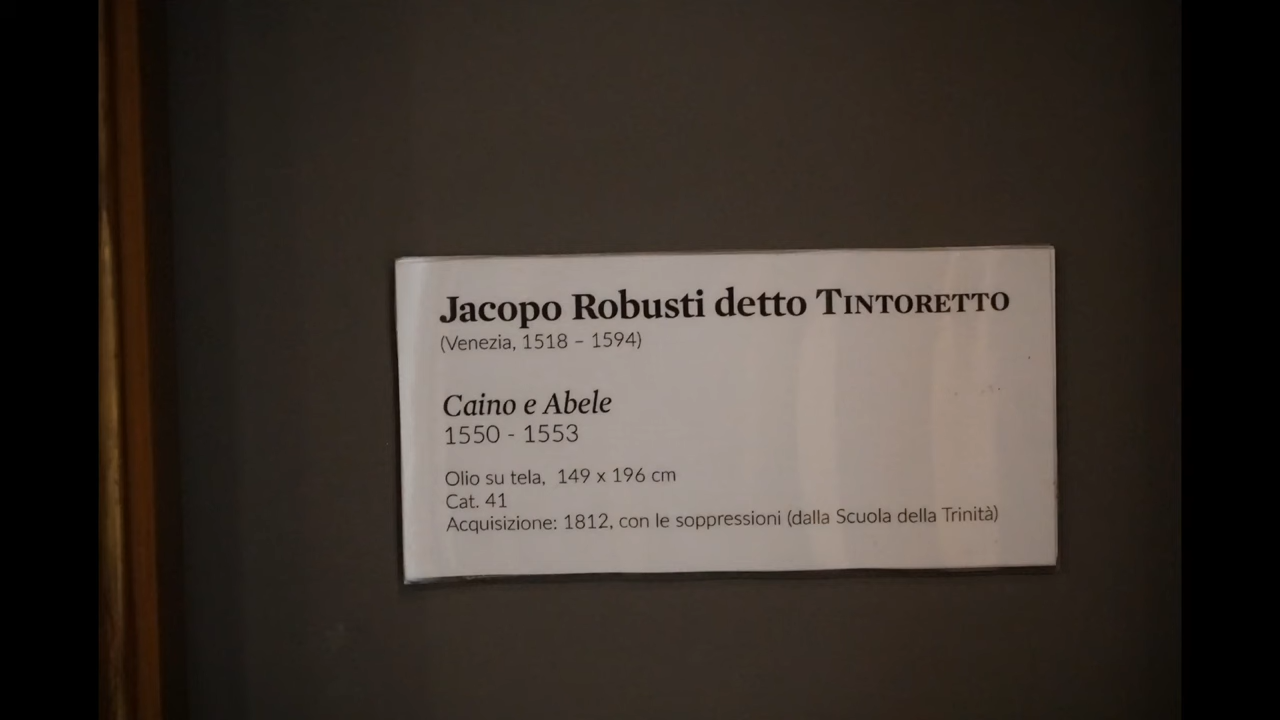 Jacopo Robusti detto TINTORETTO
(Venezia, 1518 – 1594)
Caino e Abele
1550 - 1553
Olio su tela, 149 x 196 cm
Cat. 41
Acquisizione: 1812, con le soppressioni (dalla Scuola della Trinità)